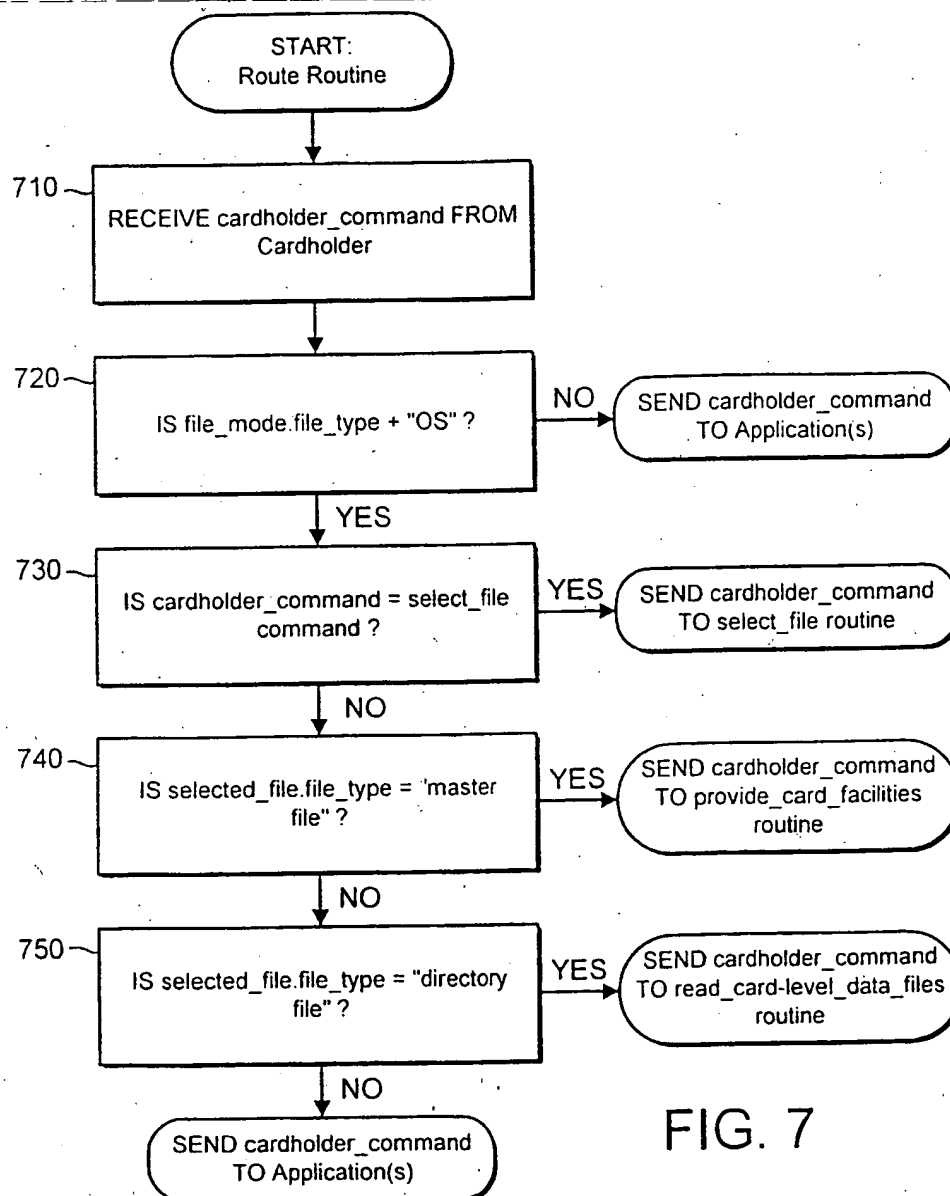 START:
Route Routine
710
RECEIVE cardholder_command FROM
Cardholder
720
IS file_mode.file_type + "OS" ?
NO
SEND cardholder_command
TO Application(s)
YES
730
IS cardholder_command = select_file
command ?
YES
SEND cardholder_command
TO select_file routine
NO
740
IS selected_file.file_type = 'master
file" ?
YES
SEND cardholder_command
TO provide_card_facilities
routine
NO
750
IS selected_file.file_type = "directory
file" ?
YES
SEND cardholder_command
TO read_card-level_data_files
routine
NO
SEND cardholder_command
TO Application(s)
FIG. 7